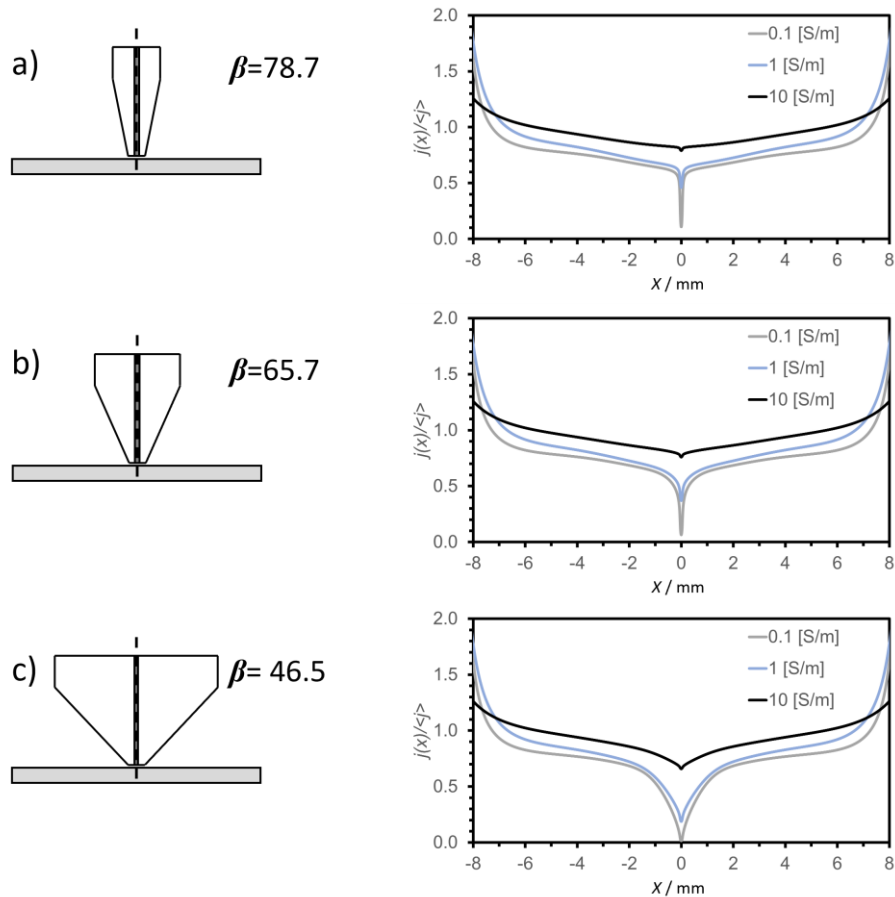 a)
β=78.7
j(x)/<j>
2.0
1.5
1.0
0.5
0.0
0.1 [S/m]
1 [S/m]
10 [S/m]
-8 -6 -4 -2 0 2 4 6 8
X / mm
b)
β=65.7
j(x)/<j>
2.0
1.5
1.0
0.5
0.0
0.1 [S/m]
1 [S/m]
10 [S/m]
-8 -6 -4 -2 0 2 4 6 8
X / mm
c)
β= 46.5
j(x)/<j>
2.0
1.5
1.0
0.5
0.0
0.1 [S/m]
1 [S/m]
10 [S/m]
-8 -6 -4 -2 0 2 4 6 8
X / mm